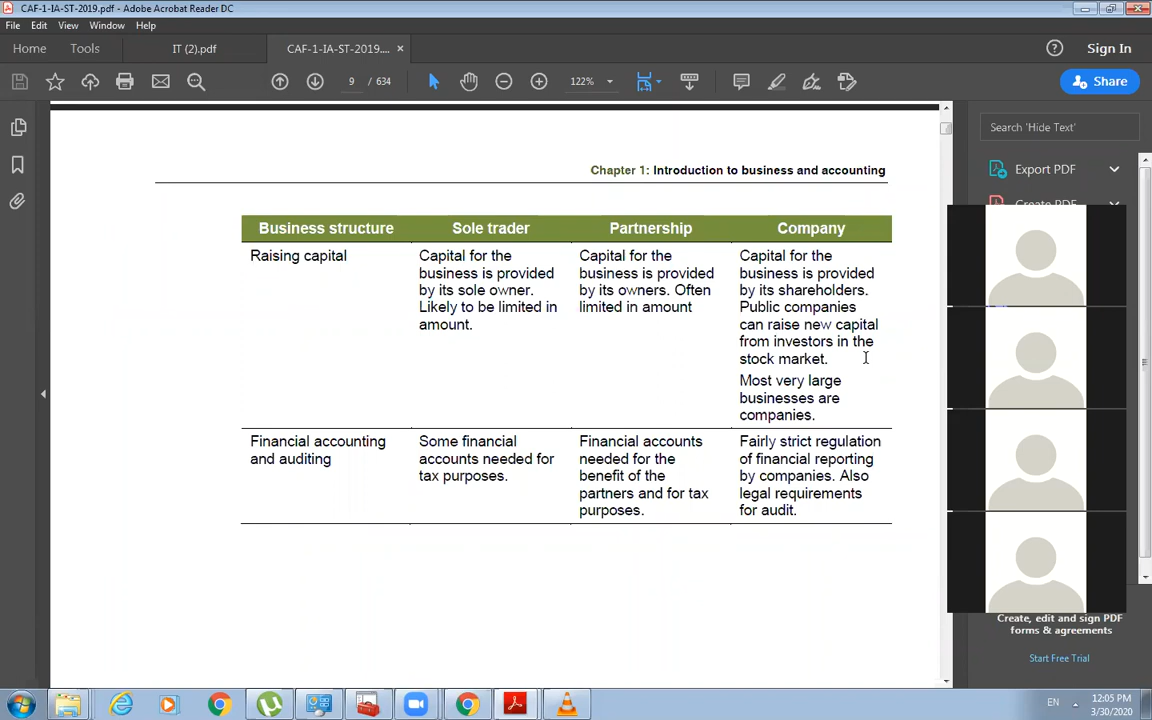 CAF-1-IA-ST-2019.pdf - Adobe Acrobat Reader DC
File Edit View Window Help
Home Tools IT (2).pdf CAF-1-IA-ST-2019.... × Sign In
9 / 634 122% Share
Search 'Hide Text'
Export PDF
Create PDF
Chapter 1: Introduction to business and accounting
Business structure Sole trader Partnership Company
Raising capital
Capital for the
business is provided
by its sole owner.
Likely to be limited in
amount.
Capital for the
business is provided
by its owners. Often
limited in amount
Capital for the
business is provided
by its shareholders.
Public companies
can raise new capital
from investors in the
stock market.
Most very large
businesses are
companies.
Financial accounting
and auditing
Some financial
accounts needed for
tax purposes.
Financial accounts
needed for the
benefit of the
partners and for tax
purposes.
Fairly strict regulation
of financial reporting
by companies. Also
legal requirements
for audit.
Create, edit and sign PDF
forms & agreements
Start Free Trial
EN
12:05 PM
3/30/2020